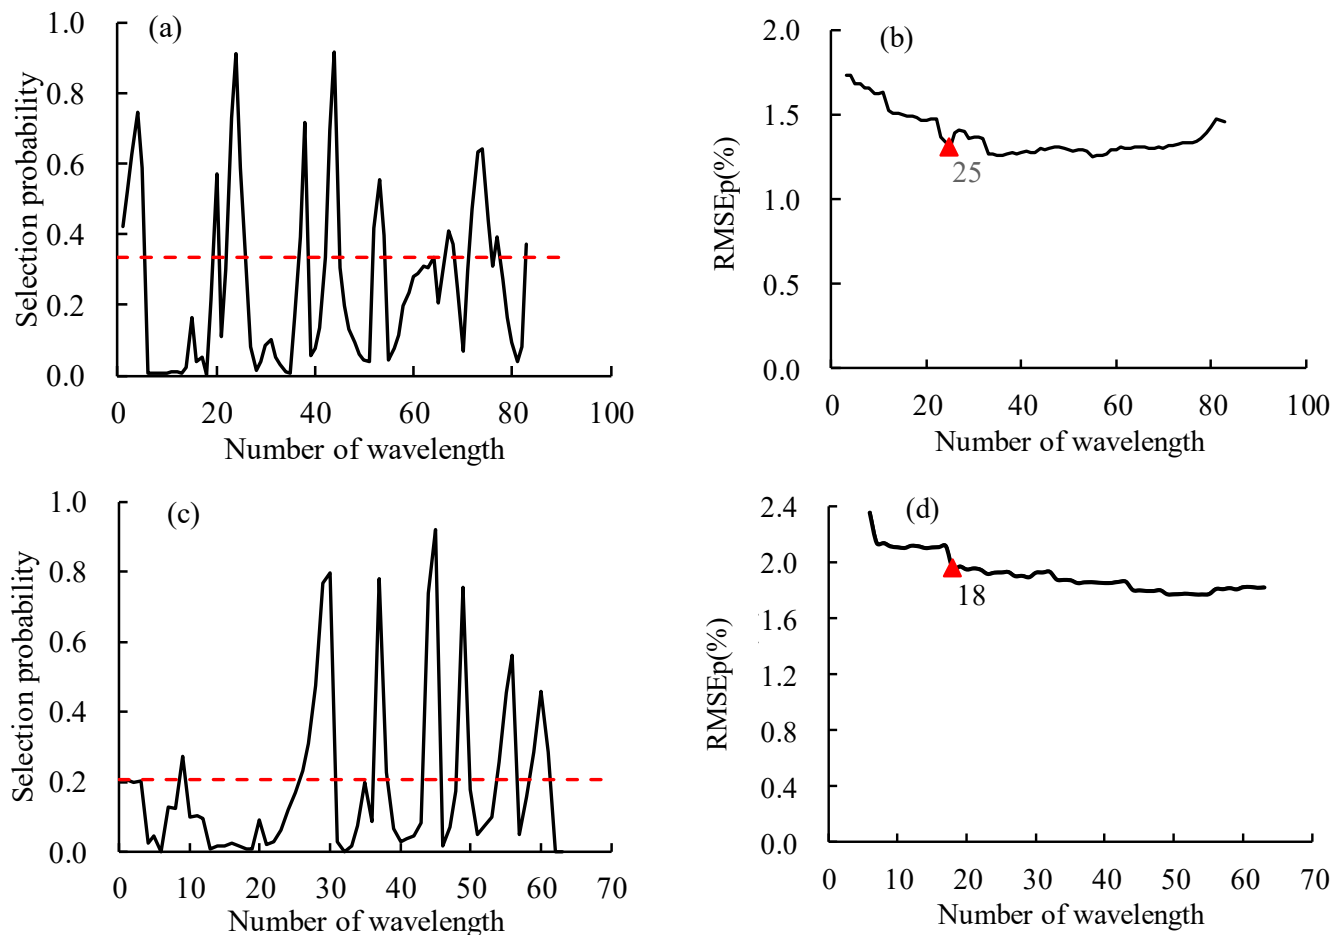 (a)
1.0
0.8
0.6
0.4
0.2
0.0
Selection probability
0 20 40 60 80 100
Number of wavelength
(b)
2.0
1.5
1.0
0.5
0.0
RMSEp(%)
25
0 20 40 60 80 100
Number of wavelength
(c)
1.0
0.8
0.6
0.4
0.2
0.0
Selection probability
0 10 20 30 40 50 60 70
Number of wavelength
(d)
2.4
2.0
1.6
1.2
0.8
0.4
0.0
RMSEp(%)
18
0 10 20 30 40 50 60 70
Number of wavelength